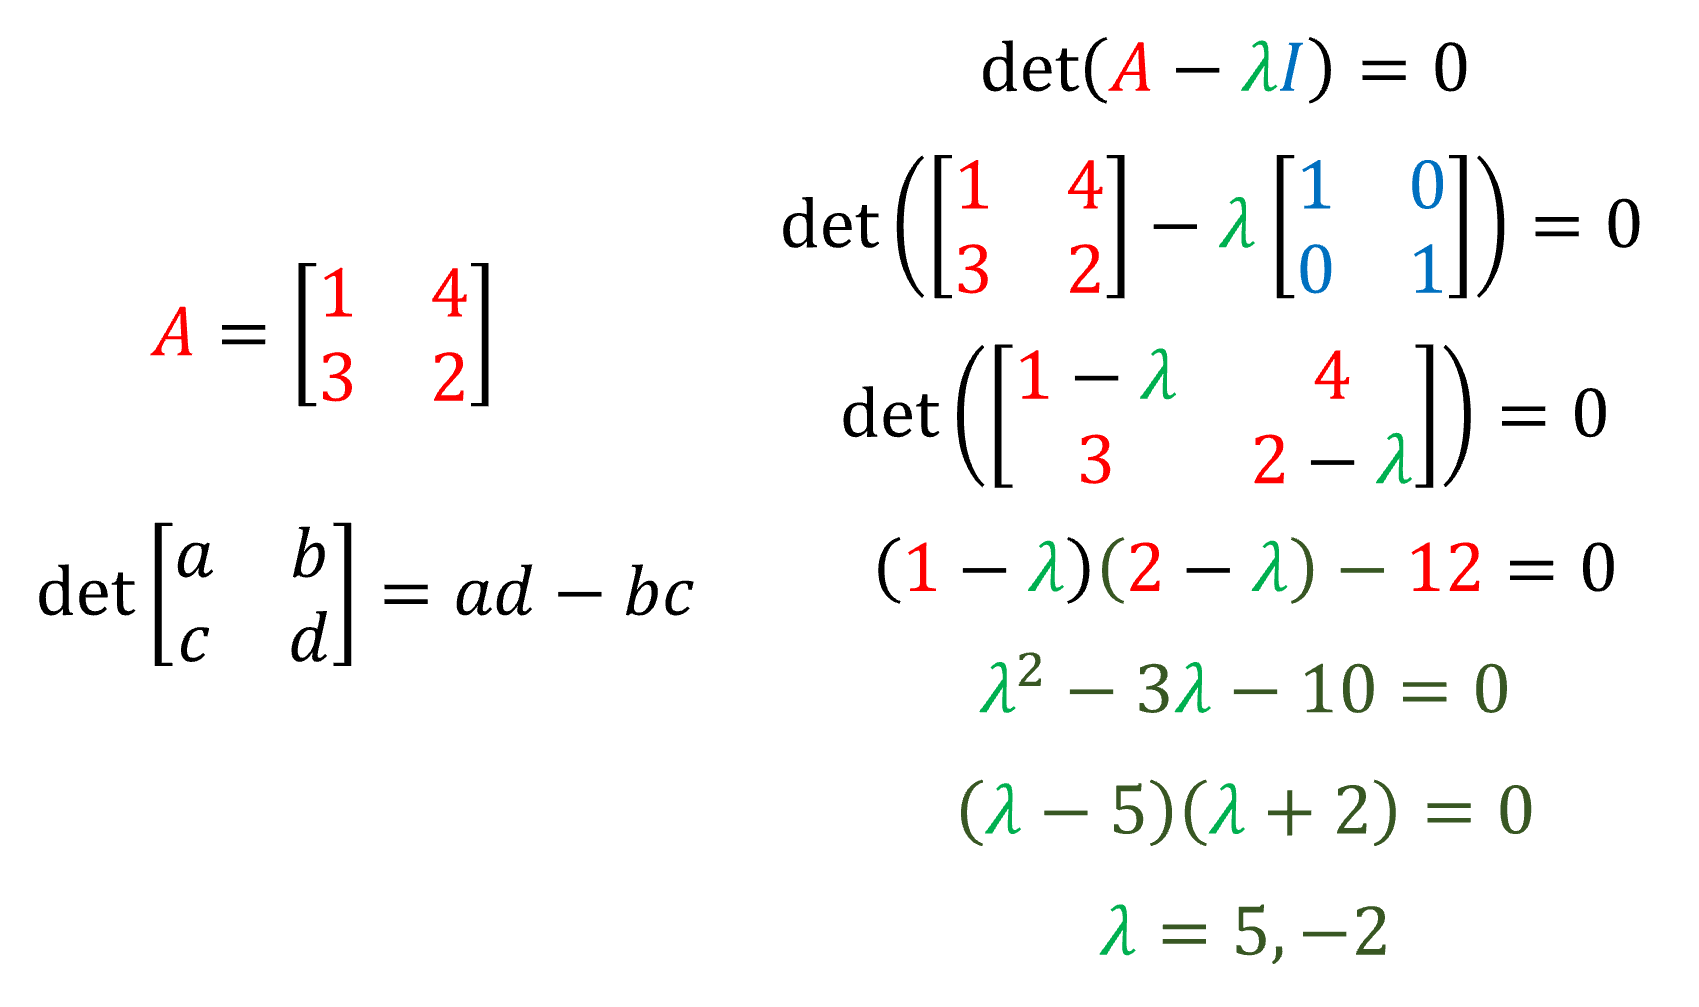 A = [1 4
3 2]
det [a b
c d] = ad − bc
det(A − λI) = 0
det([1 4
3 2] − λ [1 0
0 1]) = 0
det([1 − λ 4
3 2 − λ]) = 0
(1 − λ)(2 − λ) − 12 = 0
λ² − 3λ − 10 = 0
(λ − 5)(λ + 2) = 0
λ = 5, −2